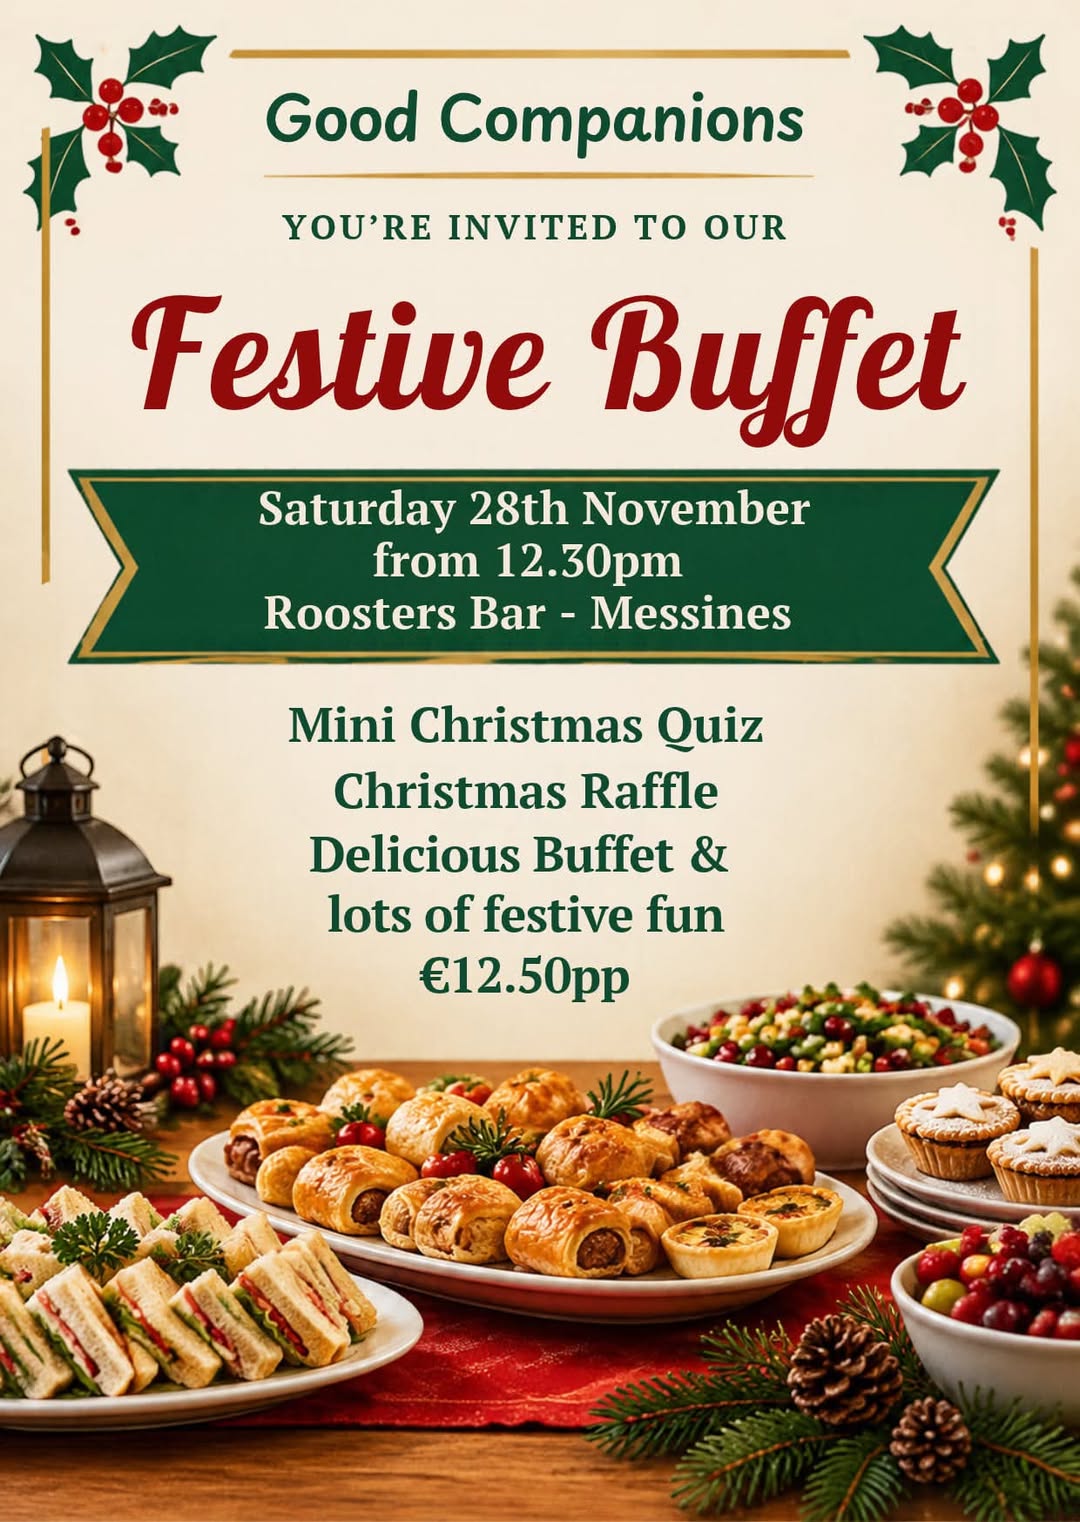 Good Companions
YOU’RE INVITED TO OUR
Festive Buffet
Saturday 28th November
from 12.30pm
Roosters Bar - Messines
Mini Christmas Quiz
Christmas Raffle
Delicious Buffet &
lots of festive fun
€12.50pp